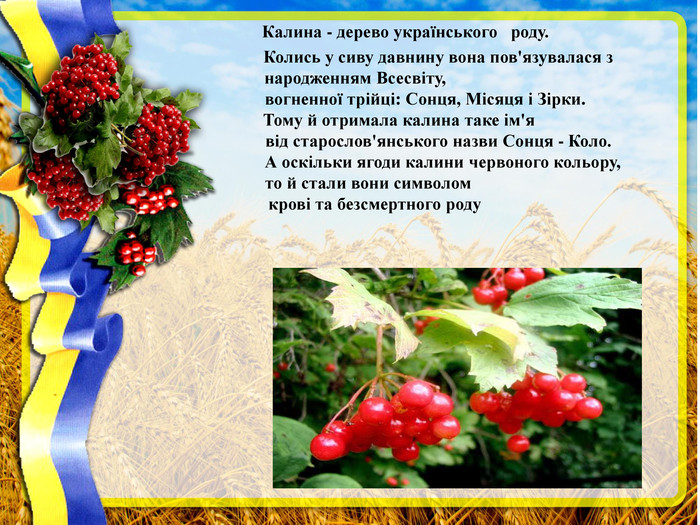 Калина - дерево українського роду.
Колись у сиву давнину вона пов'язувалася з
народженням Всесвіту,
вогненної трійці: Сонця, Місяця і Зірки.
Тому й отримала калина таке ім'я
від старослов'янського назви Сонця - Коло.
А оскільки ягоди калини червоного кольору,
то й стали вони символом
крові та безсмертного роду